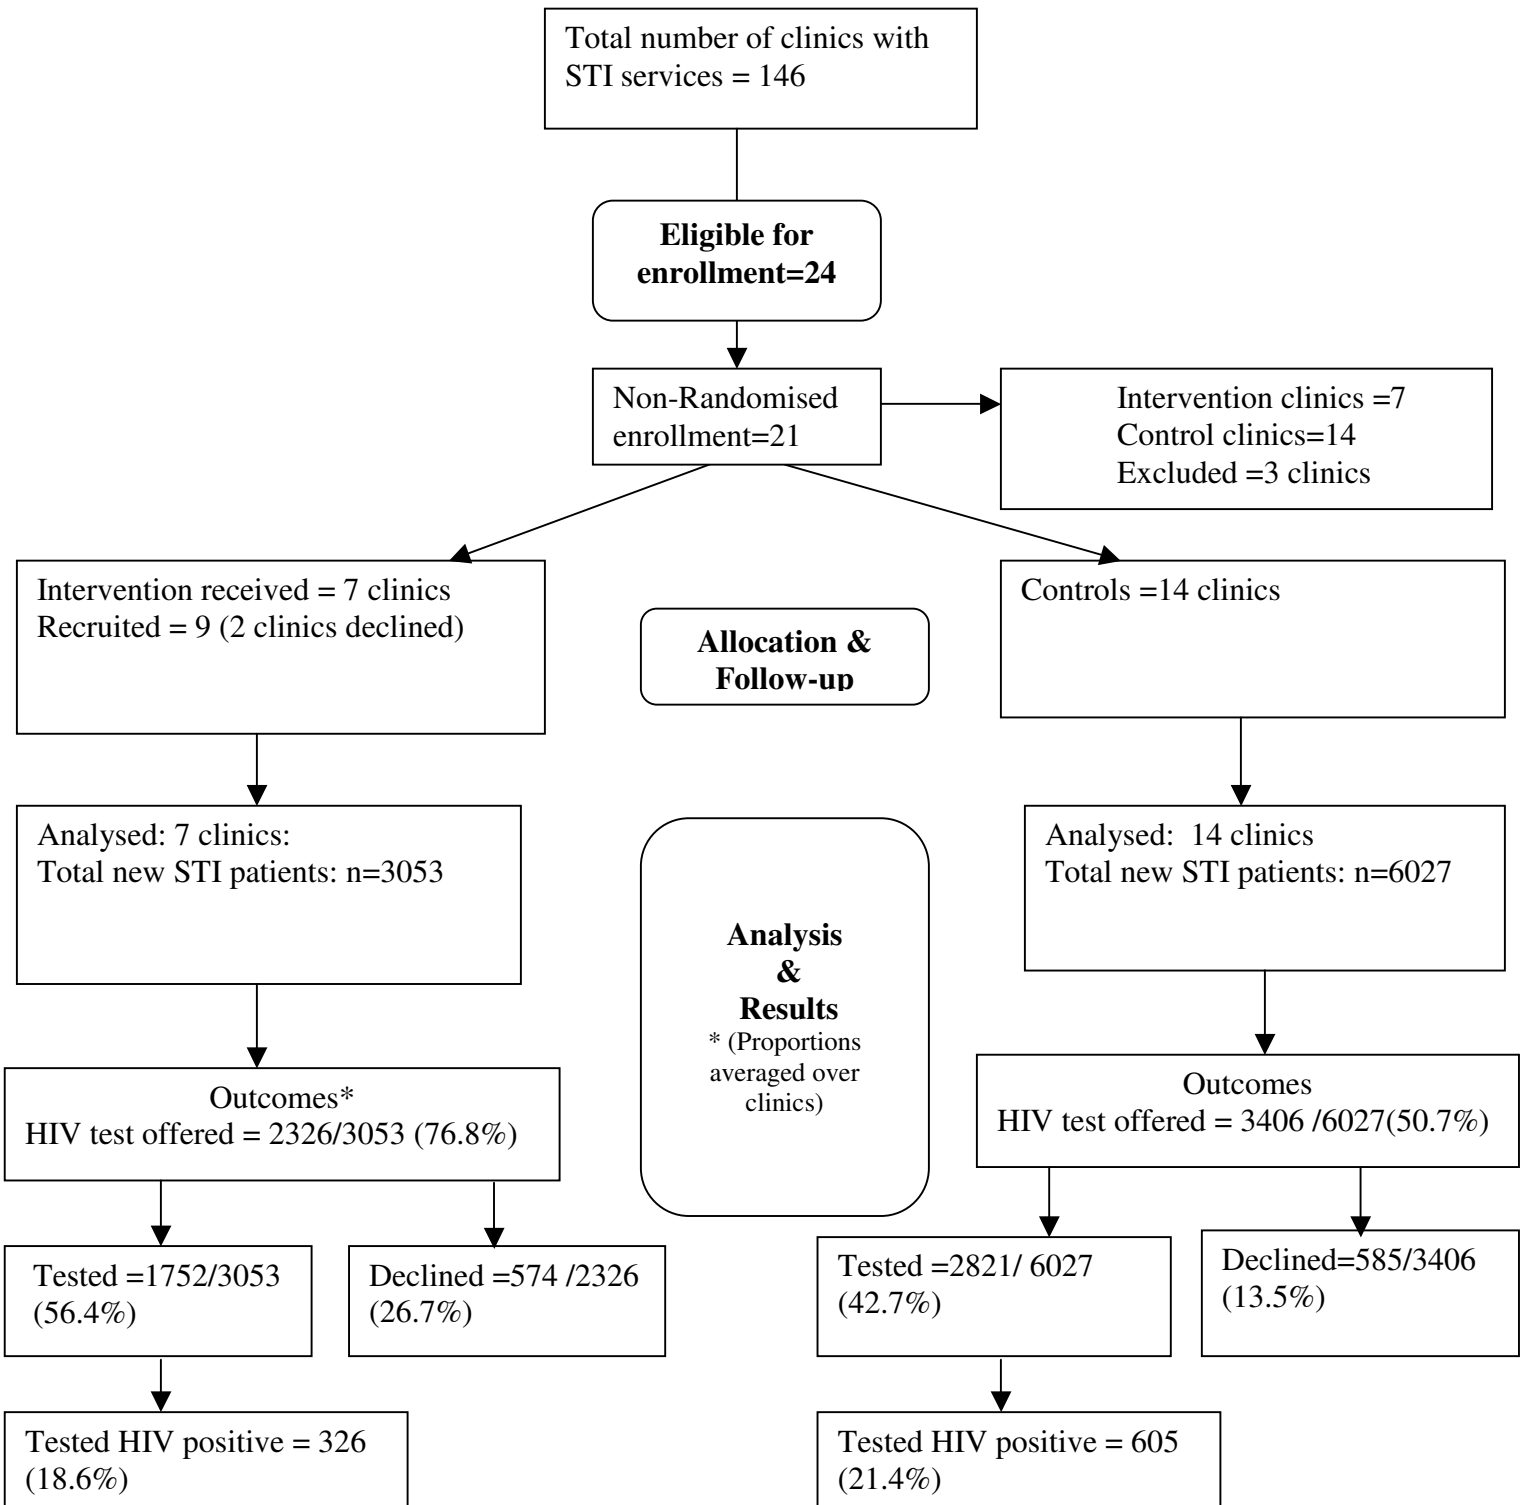 Total number of clinics with
STI services = 146
Eligible for
enrollment=24
Non-Randomised
enrollment=21
Intervention clinics =7
Control clinics=14
Excluded =3 clinics
Intervention received = 7 clinics
Recruited = 9 (2 clinics declined)
Allocation &
Follow-up
Controls =14 clinics
Analysed: 7 clinics:
Total new STI patients: n=3053
Analysis
&
Results
* (Proportions
averaged over
clinics)
Analysed:  14 clinics
Total new STI patients: n=6027
Outcomes*
HIV test offered = 2326/3053 (76.8%)
Outcomes
HIV test offered = 3406 /6027(50.7%)
Tested =1752/3053
(56.4%)
Declined =574 /2326
(26.7%)
Tested =2821/ 6027
(42.7%)
Declined=585/3406
(13.5%)
Tested HIV positive = 326
(18.6%)
Tested HIV positive = 605
(21.4%)